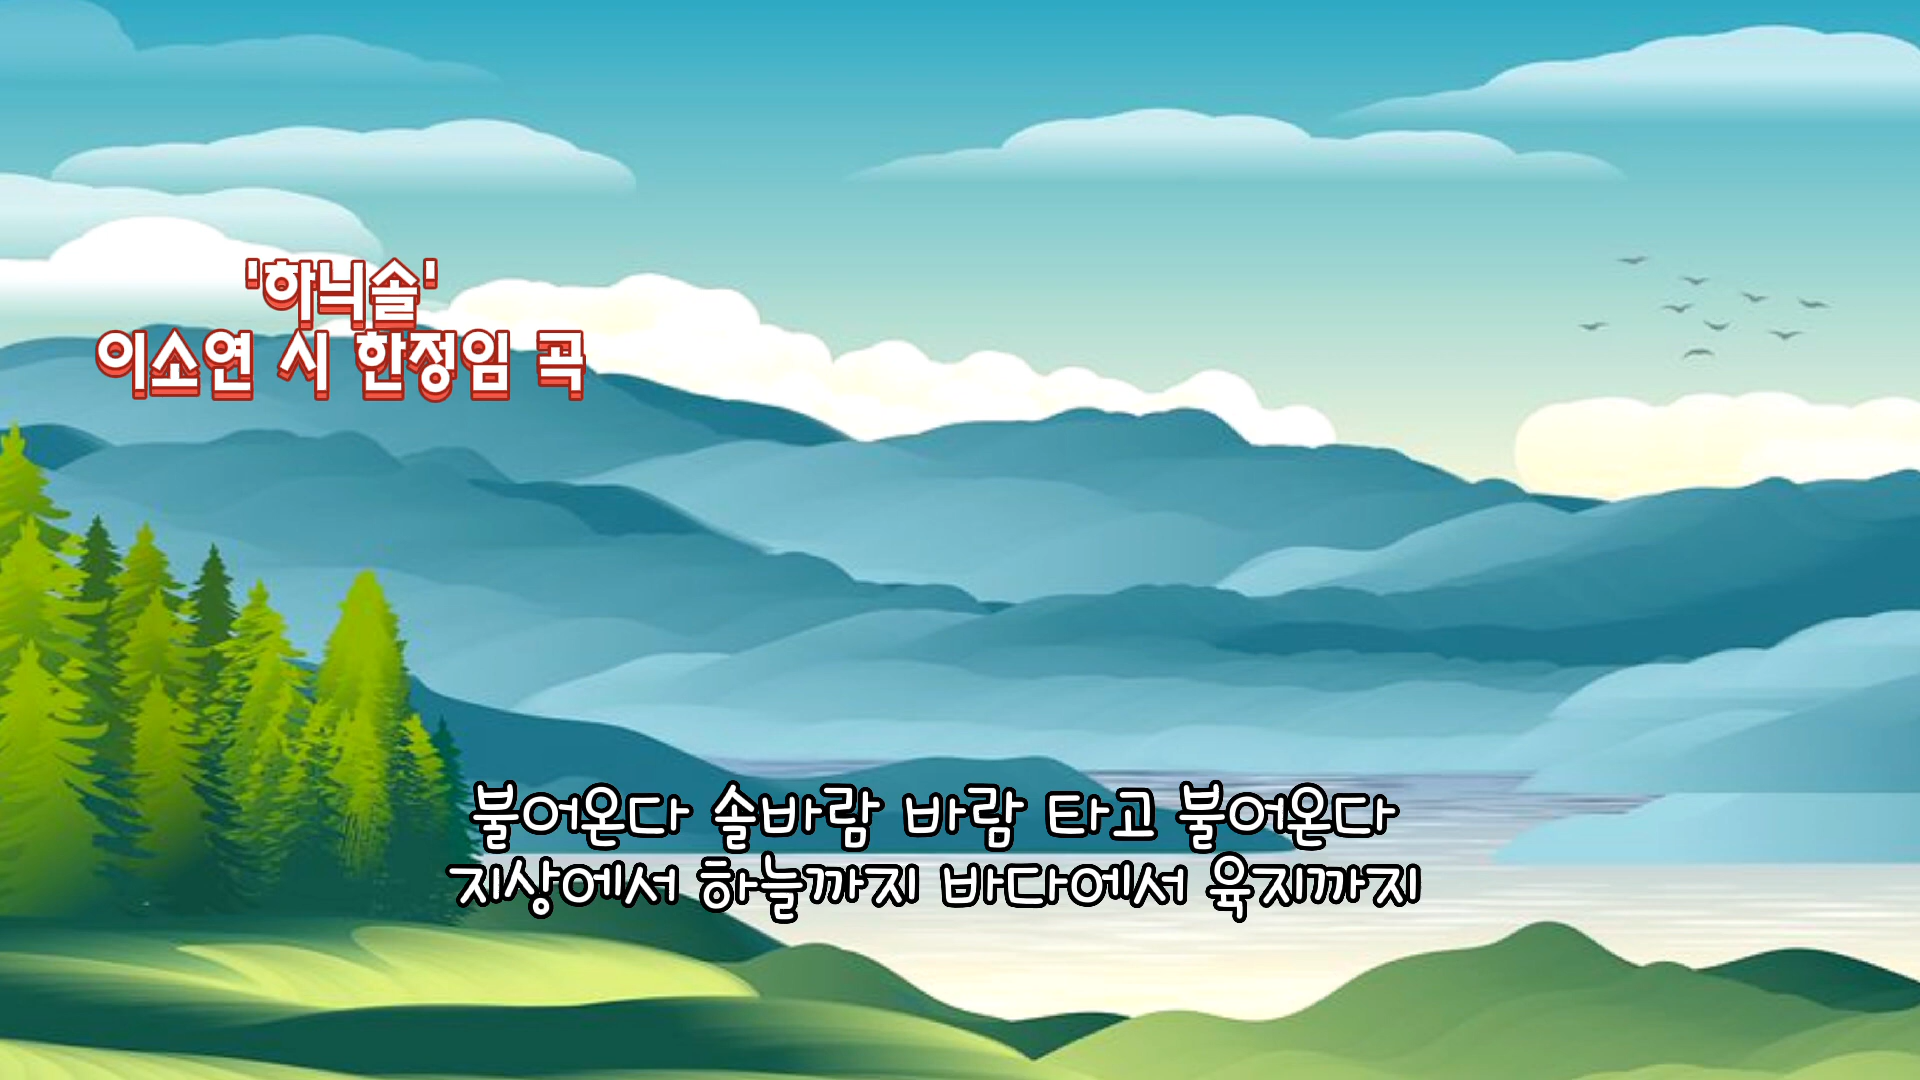 '하늬솔'
이소연 시 한정임 곡
불어온다 솔바람 바람 타고 불어온다
지상에서 하늘까지 바다에서 육지까지